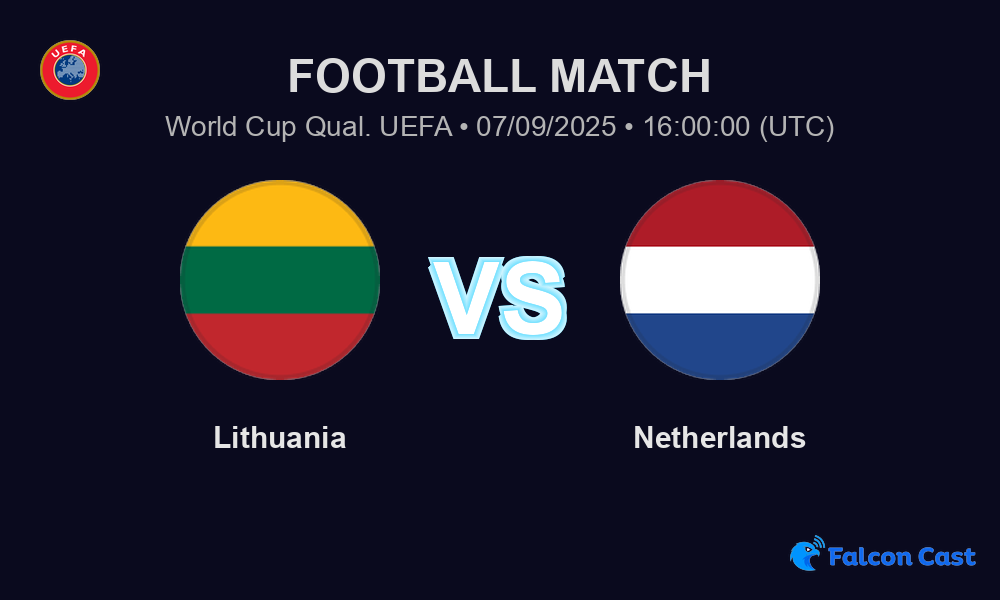 UEFA
FOOTBALL MATCH
World Cup Qual. UEFA • 07/09/2025 • 16:00:00 (UTC)
VS
Lithuania
Netherlands
Falcon Cast